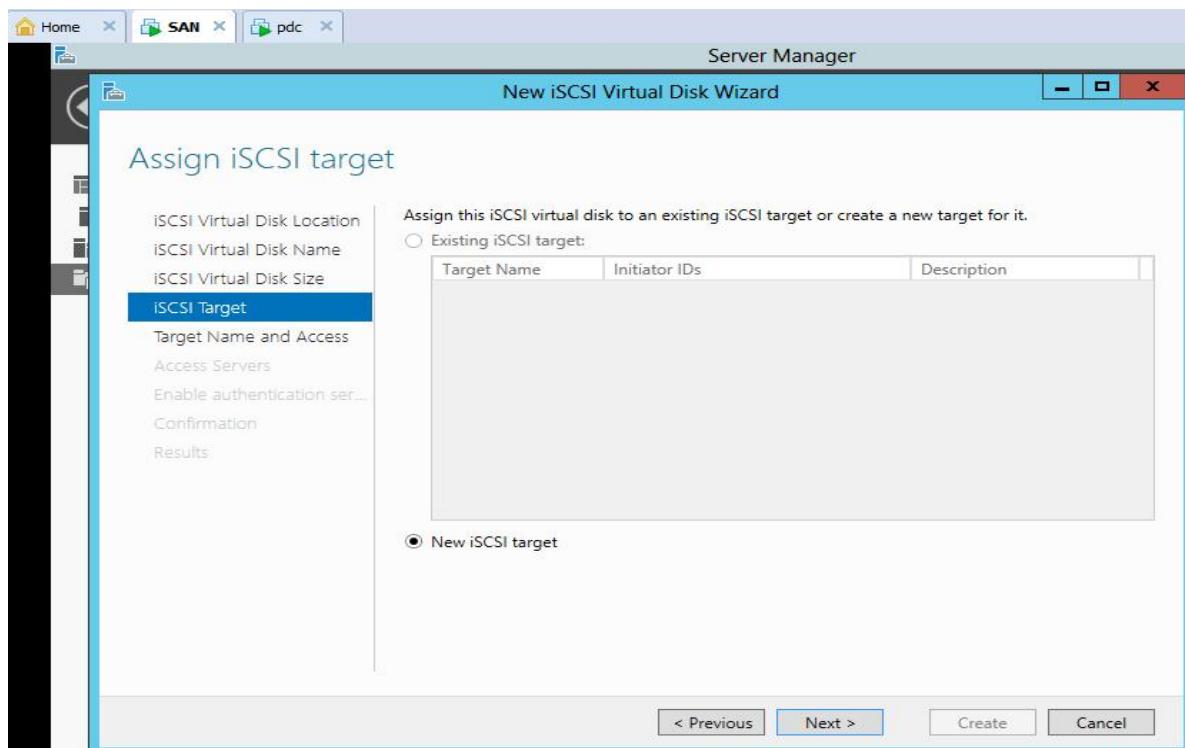 Home
SAN
pdc
Server Manager
New iSCSI Virtual Disk Wizard
Assign iSCSI target
iSCSI Virtual Disk Location
iSCSI Virtual Disk Name
iSCSI Virtual Disk Size
iSCSI Target
Target Name and Access
Access Servers
Enable authentication ser...
Confirmation
Results
Assign this iSCSI virtual disk to an existing iSCSI target or create a new target for it.
Existing iSCSI target:
Target Name Initiator IDs Description
New iSCSI target
< Previous Next > Create Cancel